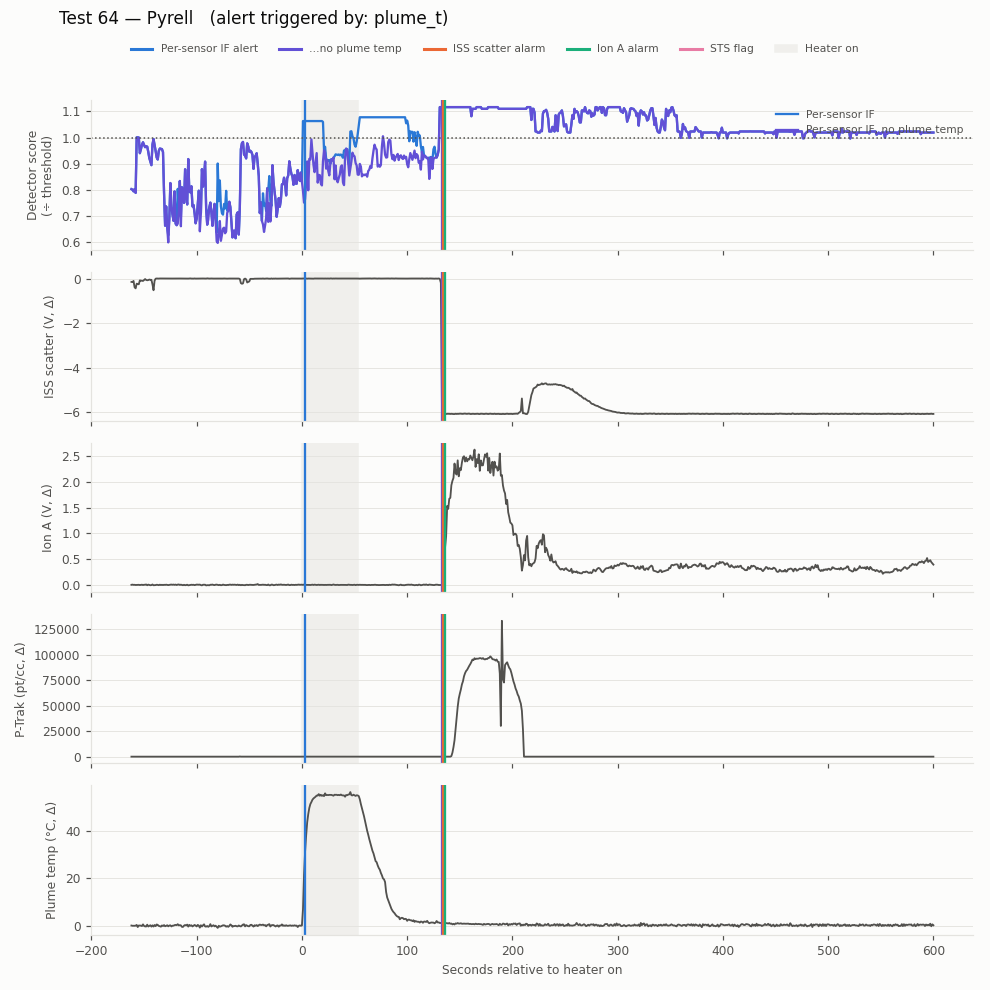 Test 64 — Pyrell   (alert triggered by: plume_t)
Per-sensor IF alert
...no plume temp
ISS scatter alarm
Ion A alarm
STS flag
Heater on
Detector score
(÷ threshold)
1.1
1.0
0.9
0.8
0.7
0.6
Per-sensor IF
Per-sensor IF, no plume temp
ISS scatter (V, Δ)
0
−2
−4
−6
Ion A (V, Δ)
2.5
2.0
1.5
1.0
0.5
0.0
P-Trak (pt/cc, Δ)
125000
100000
75000
50000
25000
0
Plume temp (°C, Δ)
40
20
0
−200
−100
0
100
200
300
400
500
600
Seconds relative to heater on